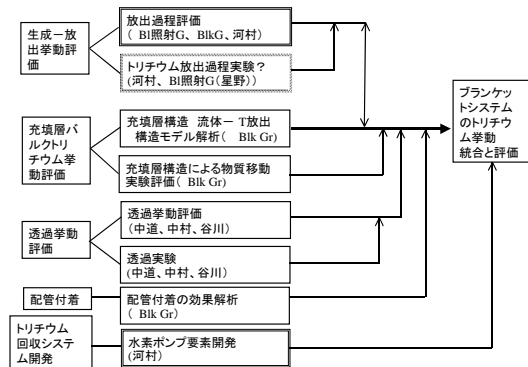 生成－放
出挙動評
価
放出過程評価
( Bl照射G、BlkG、河村)
トリチウム放出過程実験？
(河村、Bl照射G(星野))
充填層バ
ルクトリ
チウム挙
動評価
充填層構造 流体－T放出
構造モデル解析( Blk Gr)
充填層構造による物質移動
実験評価( Blk Gr)
透過挙動
評価
透過挙動評価
(中道、中村、谷川)
透過実験
(中道、中村、谷川)
配管付着
配管付着の効果解析
( Blk Gr)
トリチウム
回収システ
ム開発
水素ポンプ要素開発
(河村)
ブランケッ
トシステム
のトリチウ
ム挙動
統合と評価